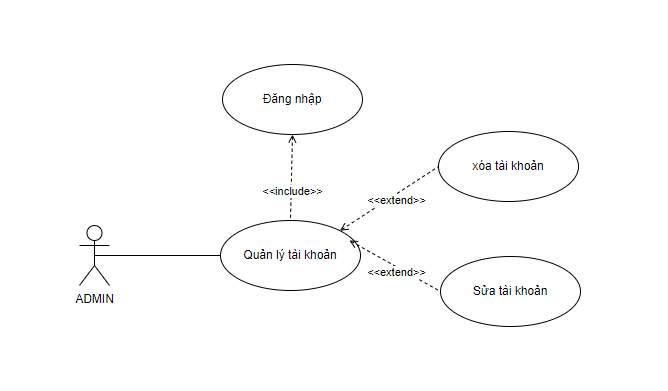 Đăng nhập
xóa tài khoản
<<include>>
<<extend>>
Quản lý tài khoản
<<extend>>
Sửa tài khoản
ADMIN